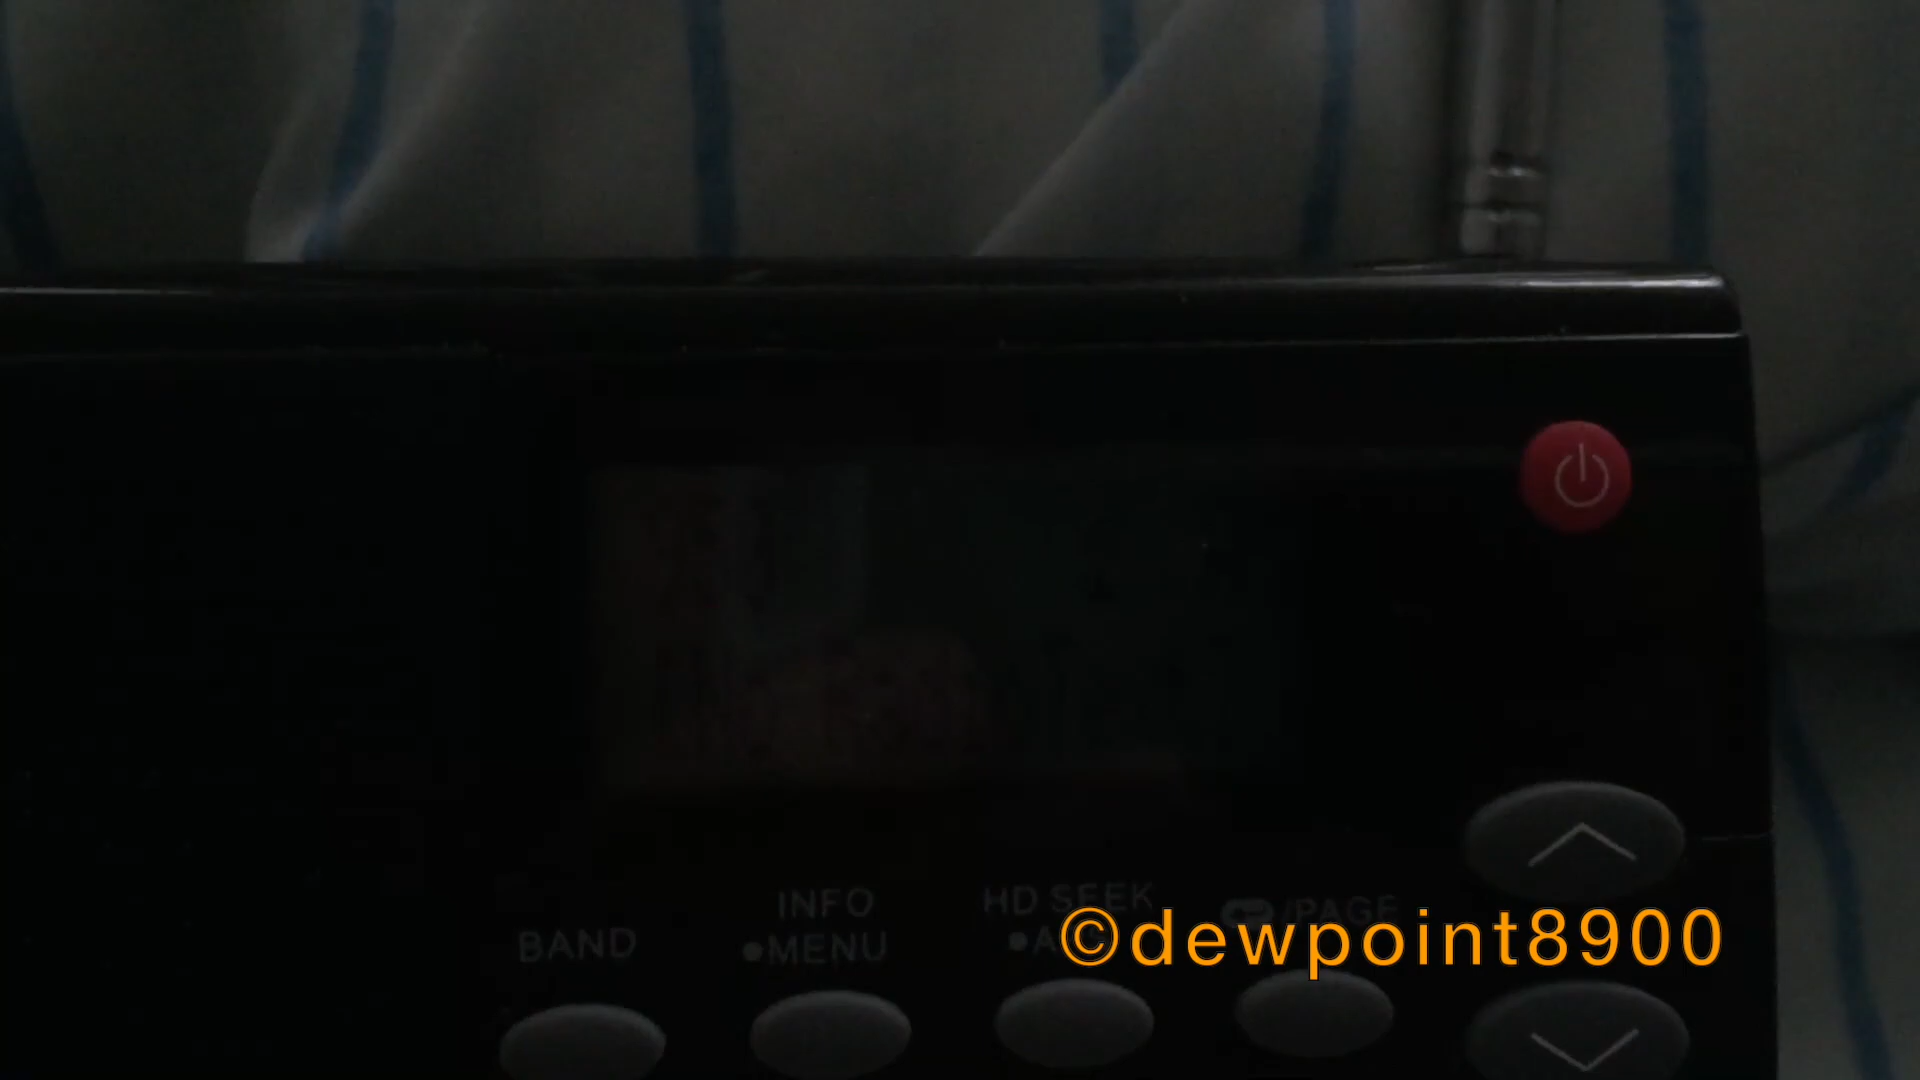 INFO
HD SEEK
/PAGE
BAND
•MENU
©dewpoint8900